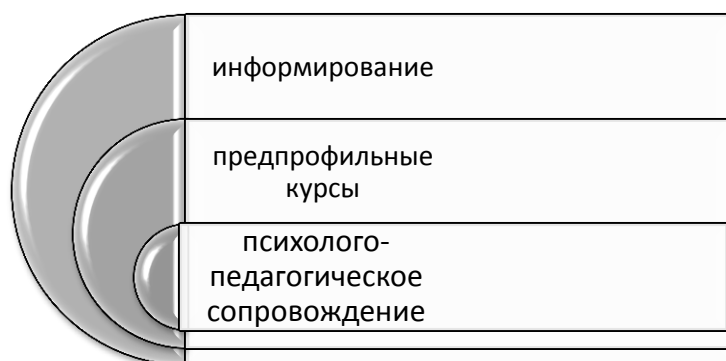 информирование
предпрофильные
курсы
психолого-
педагогическое
сопровождение